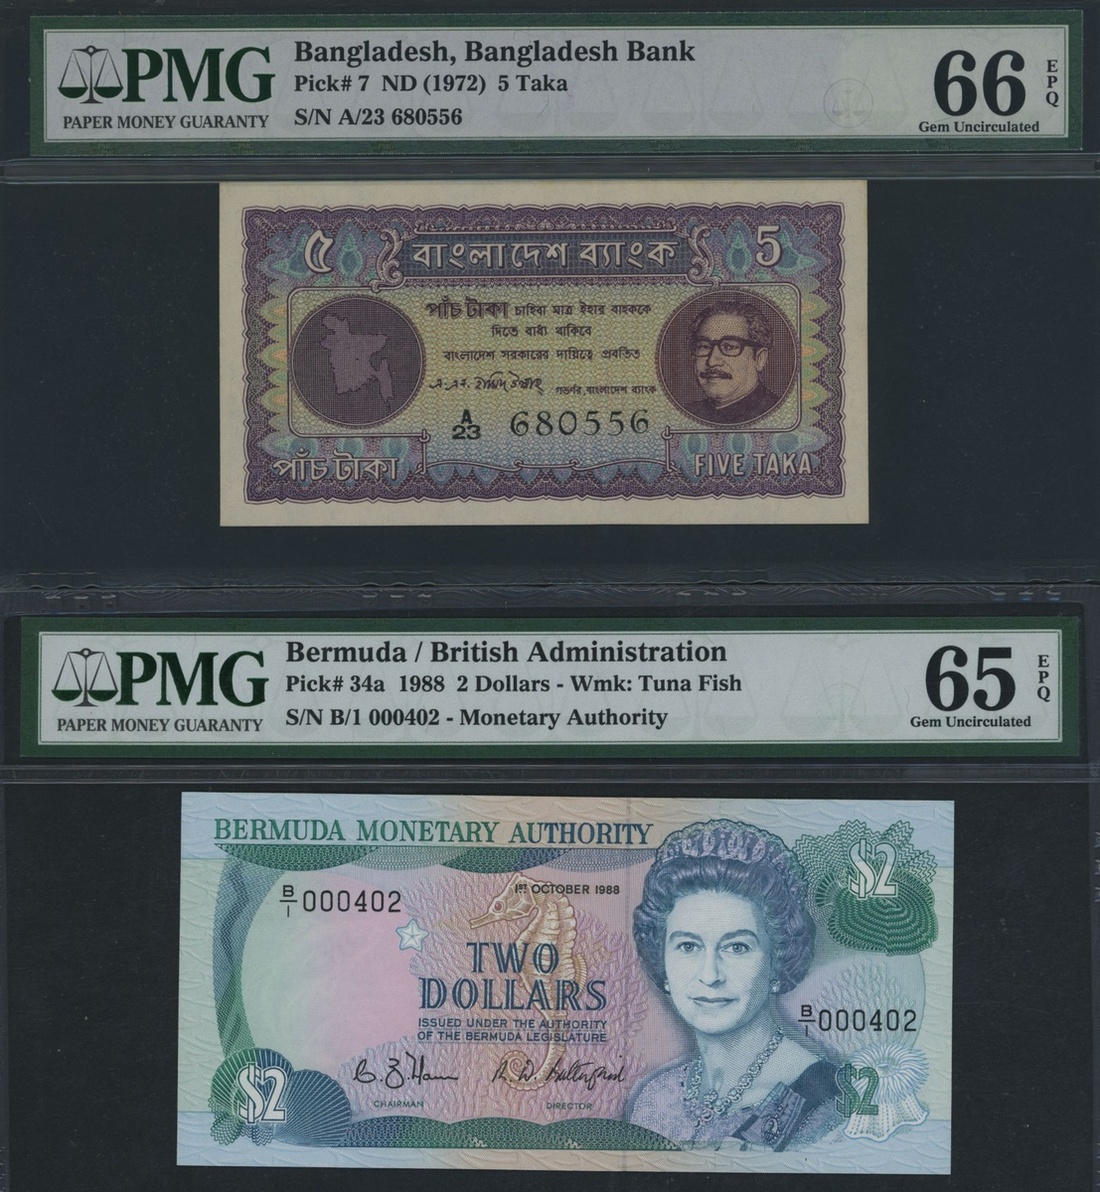 PMG
PAPER MONEY GUARANTY
Bangladesh, Bangladesh Bank
Pick# 7 ND (1972) 5 Taka
S/N A/23 680556
66 EPQ
Gem Uncirculated
৫ বাংলাদেশ ব্যাংক 5
পাঁচ টাকা চাহিবা মাত্র ইহার বাহককে
দিতে বাধ্য থাকিবে
বাংলাদেশ সরকারের দায়িত্বে প্রবর্তিত
গভর্নর, বাংলাদেশ ব্যাংক
A/23 680556
পাঁচ টাকা FIVE TAKA
PMG
PAPER MONEY GUARANTY
Bermuda / British Administration
Pick# 34a 1988 2 Dollars - Wmk: Tuna Fish
S/N B/1 000402 - Monetary Authority
65 EPQ
Gem Uncirculated
BERMUDA MONETARY AUTHORITY
$2
B/1 000402
1ST OCTOBER 1988
TWO
DOLLARS
ISSUED UNDER THE AUTHORITY
OF THE BERMUDA LEGISLATURE
B/1 000402
$2
CHAIRMAN
DIRECTOR
$2